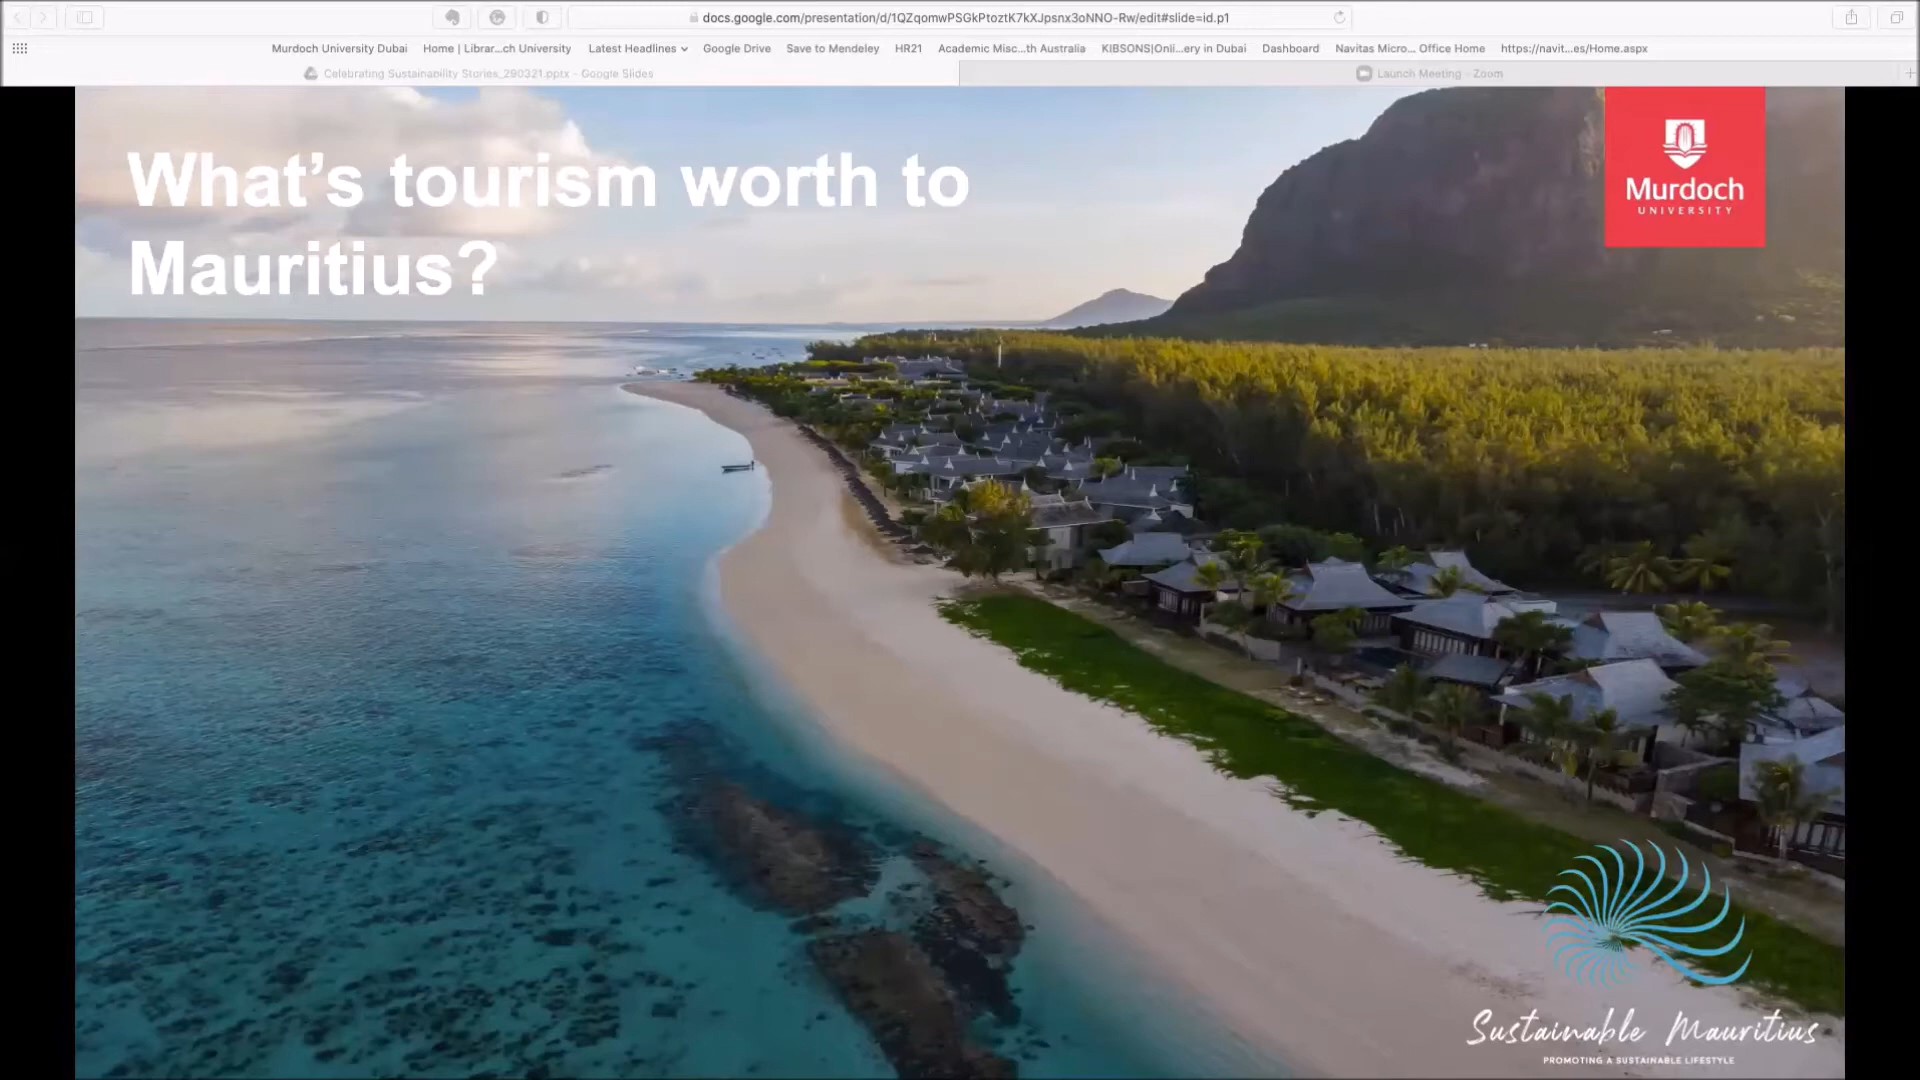 docs.google.com/presentation/d/1QZqomwPSGkPtoztK7kXJpsnx3oNNO-Rw/edit#slide=id.p1
Murdoch University Dubai Home | Librar...ch University Latest Headlines Google Drive Save to Mendeley HR21 Academic Misc...th Australia KIBSONS|Onli...ery in Dubai Dashboard Navitas Micro... Office Home https://navit...es/Home.aspx
Celebrating Sustainability Stories_290321.pptx - Google Slides Launch Meeting - Zoom
What’s tourism worth to
Mauritius?
Murdoch
UNIVERSITY
Sustainable Mauritius
PROMOTING A SUSTAINABLE LIFESTYLE